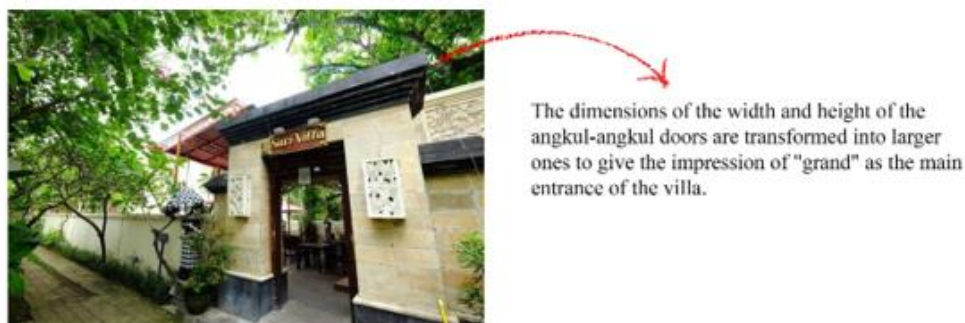 Sari Villa
The dimensions of the width and height of the
angkul-angkul doors are transformed into larger
ones to give the impression of "grand" as the main
entrance of the villa.